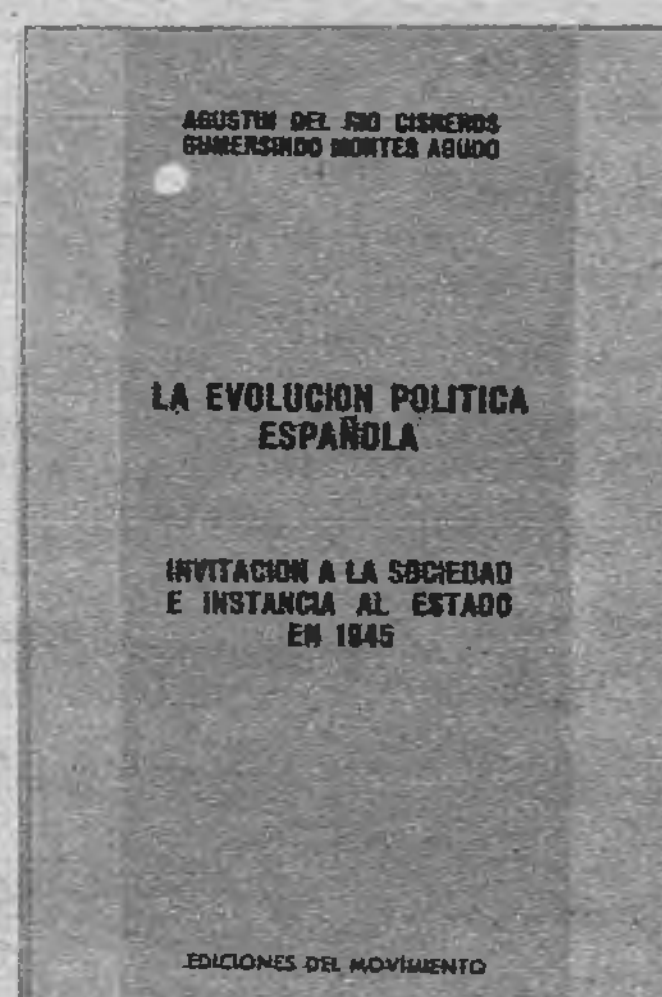 AGUSTIN DEL RIO CISNEROS
GUMERSINDO MONTES AGUDO
LA EVOLUCION POLITICA
ESPAÑOLA
INVITACION A LA SOCIEDAD
E INSTANCIA AL ESTADO
EN 1945
EDICIONES DEL MOVIMIENTO